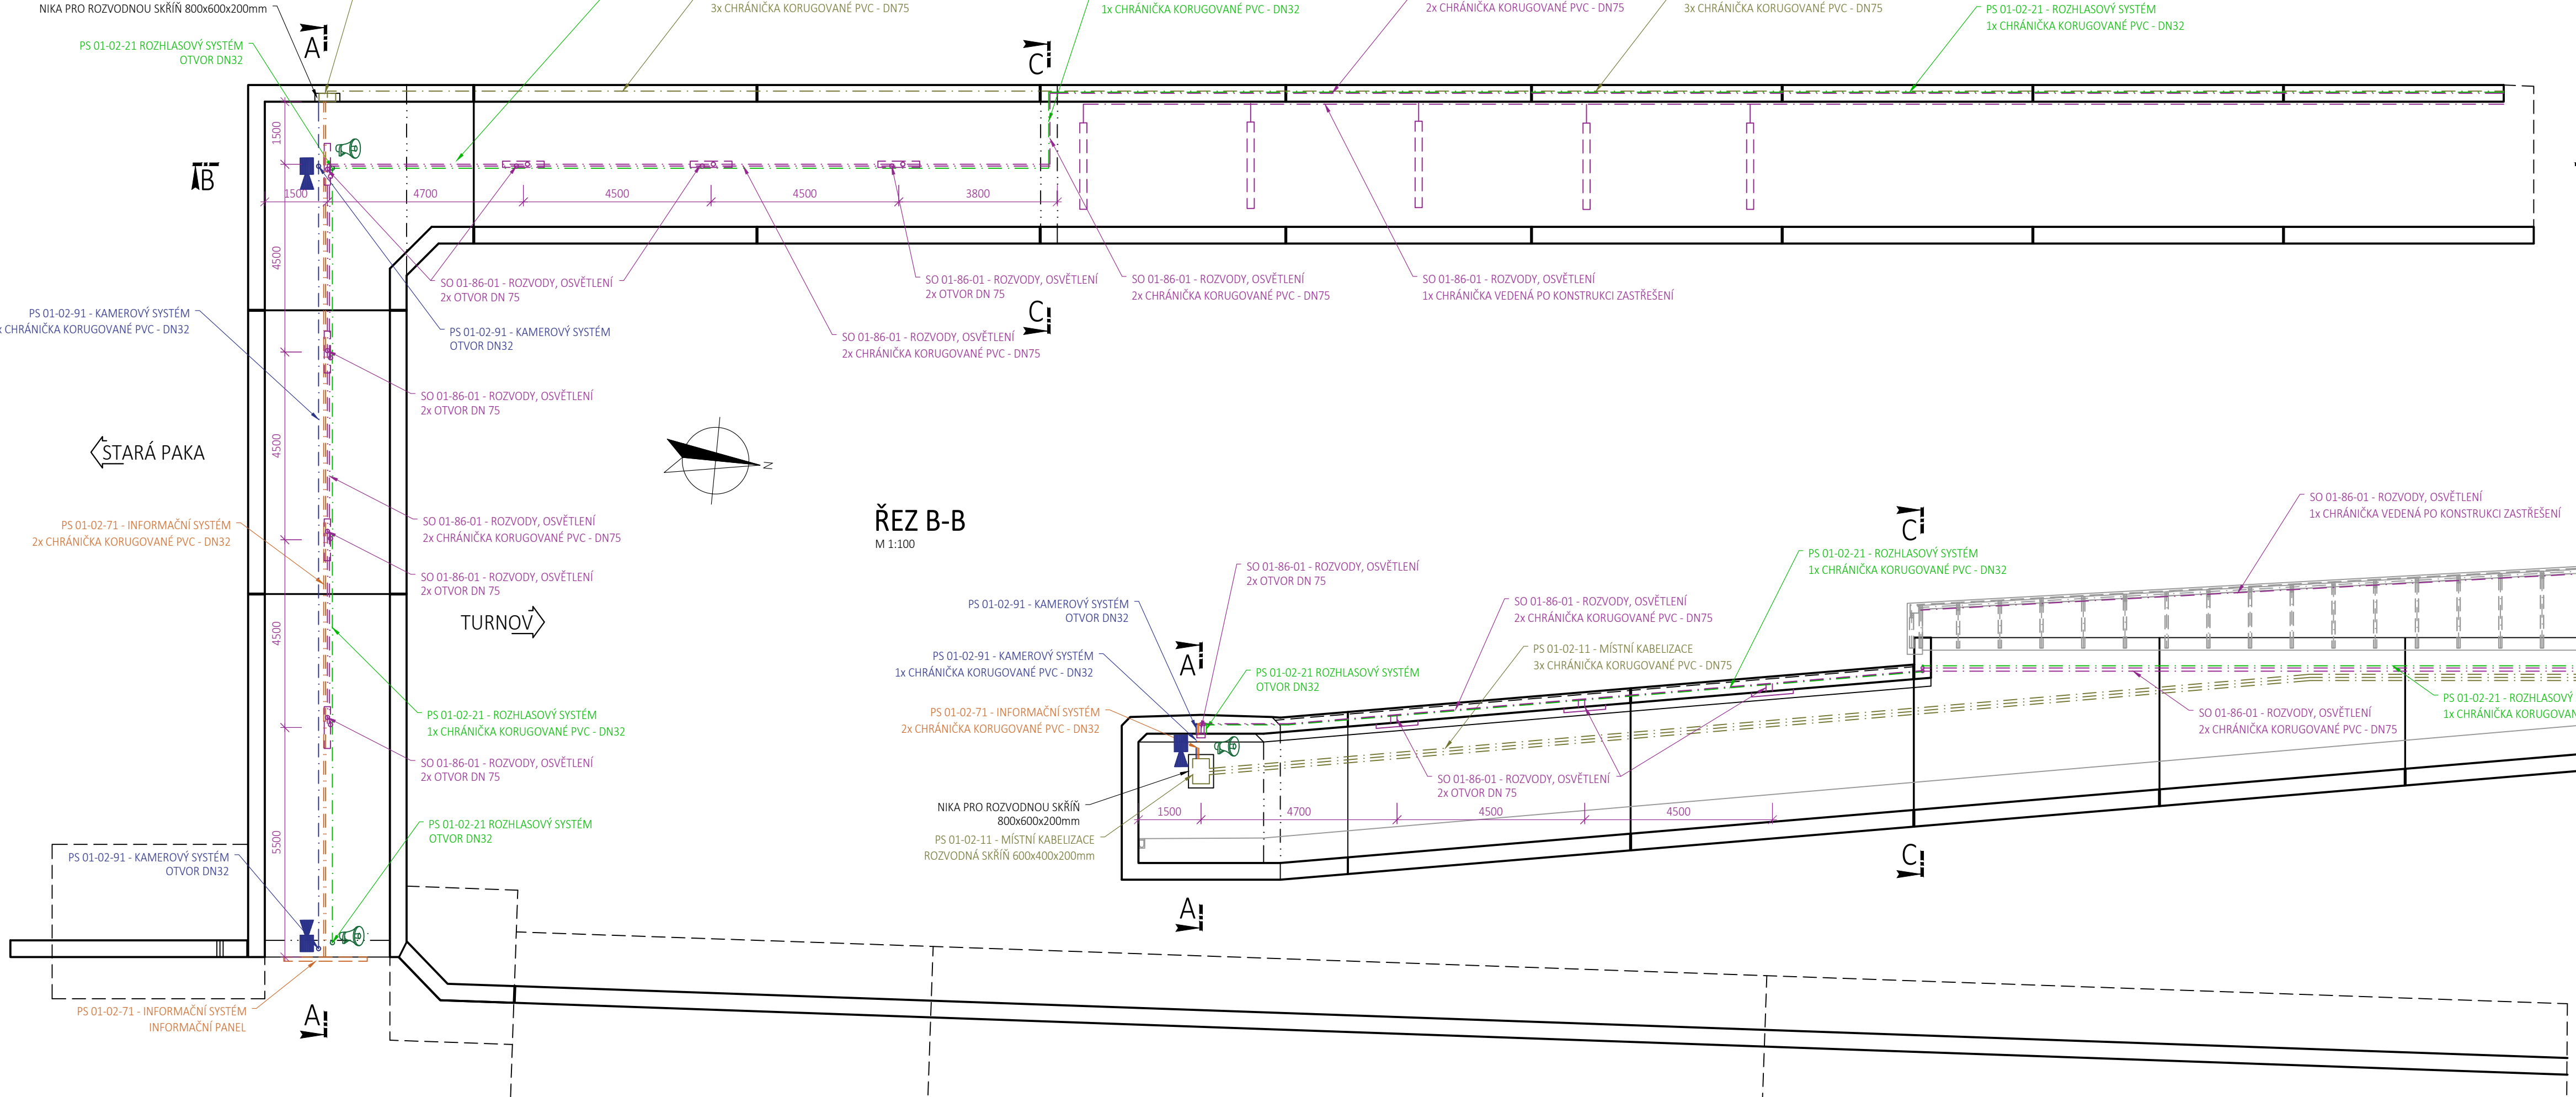 NIKA PRO ROZVODNOU SKŘÍŇ 800x600x200mm
3x CHRÁNIČKA KORUGOVANÉ PVC - DN75
1x CHRÁNIČKA KORUGOVANÉ PVC - DN32
2x CHRÁNIČKA KORUGOVANÉ PVC - DN75
3x CHRÁNIČKA KORUGOVANÉ PVC - DN75
PS 01-02-21 - ROZHLASOVÝ SYSTÉM
1x CHRÁNIČKA KORUGOVANÉ PVC - DN32
PS 01-02-21 ROZHLASOVÝ SYSTÉM
OTVOR DN32
A
C
B
1500
1500
4700
4500
4500
3800
4500
SO 01-86-01 - ROZVODY, OSVĚTLENÍ
2x OTVOR DN 75
SO 01-86-01 - ROZVODY, OSVĚTLENÍ
2x OTVOR DN 75
SO 01-86-01 - ROZVODY, OSVĚTLENÍ
2x CHRÁNIČKA KORUGOVANÉ PVC - DN75
SO 01-86-01 - ROZVODY, OSVĚTLENÍ
1x CHRÁNIČKA VEDENÁ PO KONSTRUKCI ZASTŘEŠENÍ
C
PS 01-02-91 - KAMEROVÝ SYSTÉM
x CHRÁNIČKA KORUGOVANÉ PVC - DN32
PS 01-02-91 - KAMEROVÝ SYSTÉM
OTVOR DN32
SO 01-86-01 - ROZVODY, OSVĚTLENÍ
2x CHRÁNIČKA KORUGOVANÉ PVC - DN75
SO 01-86-01 - ROZVODY, OSVĚTLENÍ
2x OTVOR DN 75
STARÁ PAKA
4500
N
PS 01-02-71 - INFORMAČNÍ SYSTÉM
2x CHRÁNIČKA KORUGOVANÉ PVC - DN32
SO 01-86-01 - ROZVODY, OSVĚTLENÍ
2x CHRÁNIČKA KORUGOVANÉ PVC - DN75
SO 01-86-01 - ROZVODY, OSVĚTLENÍ
2x OTVOR DN 75
TURNOV
4500
PS 01-02-21 - ROZHLASOVÝ SYSTÉM
1x CHRÁNIČKA KORUGOVANÉ PVC - DN32
SO 01-86-01 - ROZVODY, OSVĚTLENÍ
2x OTVOR DN 75
5500
PS 01-02-21 ROZHLASOVÝ SYSTÉM
OTVOR DN32
PS 01-02-91 - KAMEROVÝ SYSTÉM
OTVOR DN32
PS 01-02-71 - INFORMAČNÍ SYSTÉM
INFORMAČNÍ PANEL
A
ŘEZ B-B
M 1:100
SO 01-86-01 - ROZVODY, OSVĚTLENÍ
1x CHRÁNIČKA VEDENÁ PO KONSTRUKCI ZASTŘEŠENÍ
C
PS 01-02-21 - ROZHLASOVÝ SYSTÉM
1x CHRÁNIČKA KORUGOVANÉ PVC - DN32
SO 01-86-01 - ROZVODY, OSVĚTLENÍ
2x OTVOR DN 75
PS 01-02-91 - KAMEROVÝ SYSTÉM
OTVOR DN32
SO 01-86-01 - ROZVODY, OSVĚTLENÍ
2x CHRÁNIČKA KORUGOVANÉ PVC - DN75
PS 01-02-91 - KAMEROVÝ SYSTÉM
1x CHRÁNIČKA KORUGOVANÉ PVC - DN32
A
PS 01-02-11 - MÍSTNÍ KABELIZACE
3x CHRÁNIČKA KORUGOVANÉ PVC - DN75
PS 01-02-21 ROZHLASOVÝ SYSTÉM
OTVOR DN32
PS 01-02-71 - INFORMAČNÍ SYSTÉM
2x CHRÁNIČKA KORUGOVANÉ PVC - DN32
PS 01-02-21 - ROZHLASOVÝ
1x CHRÁNIČKA KORUGOVAN
SO 01-86-01 - ROZVODY, OSVĚTLENÍ
2x CHRÁNIČKA KORUGOVANÉ PVC - DN75
SO 01-86-01 - ROZVODY, OSVĚTLENÍ
2x OTVOR DN 75
NIKA PRO ROZVODNOU SKŘÍŇ
800x600x200mm
1500
4700
4500
4500
PS 01-02-11 - MÍSTNÍ KABELIZACE
ROZVODNÁ SKŘÍŇ 600x400x200mm
C
A